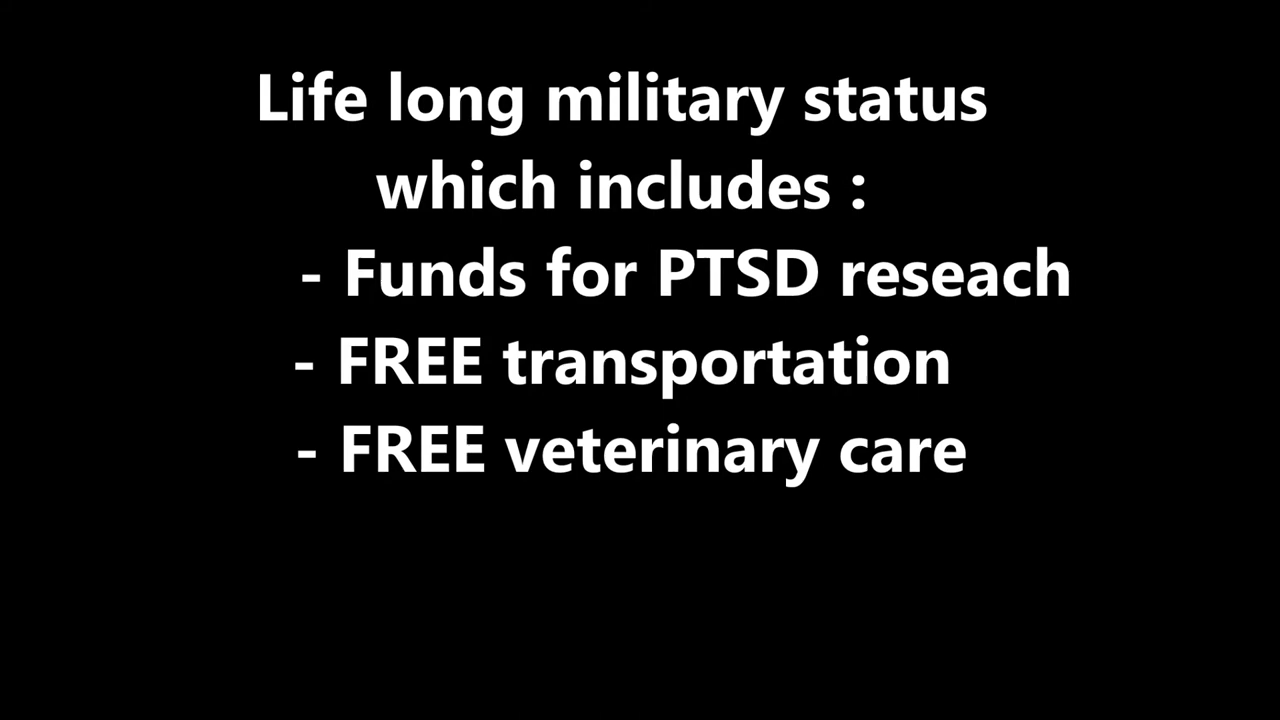 Life long military status
which includes :
- Funds for PTSD reseach
- FREE transportation
- FREE veterinary care